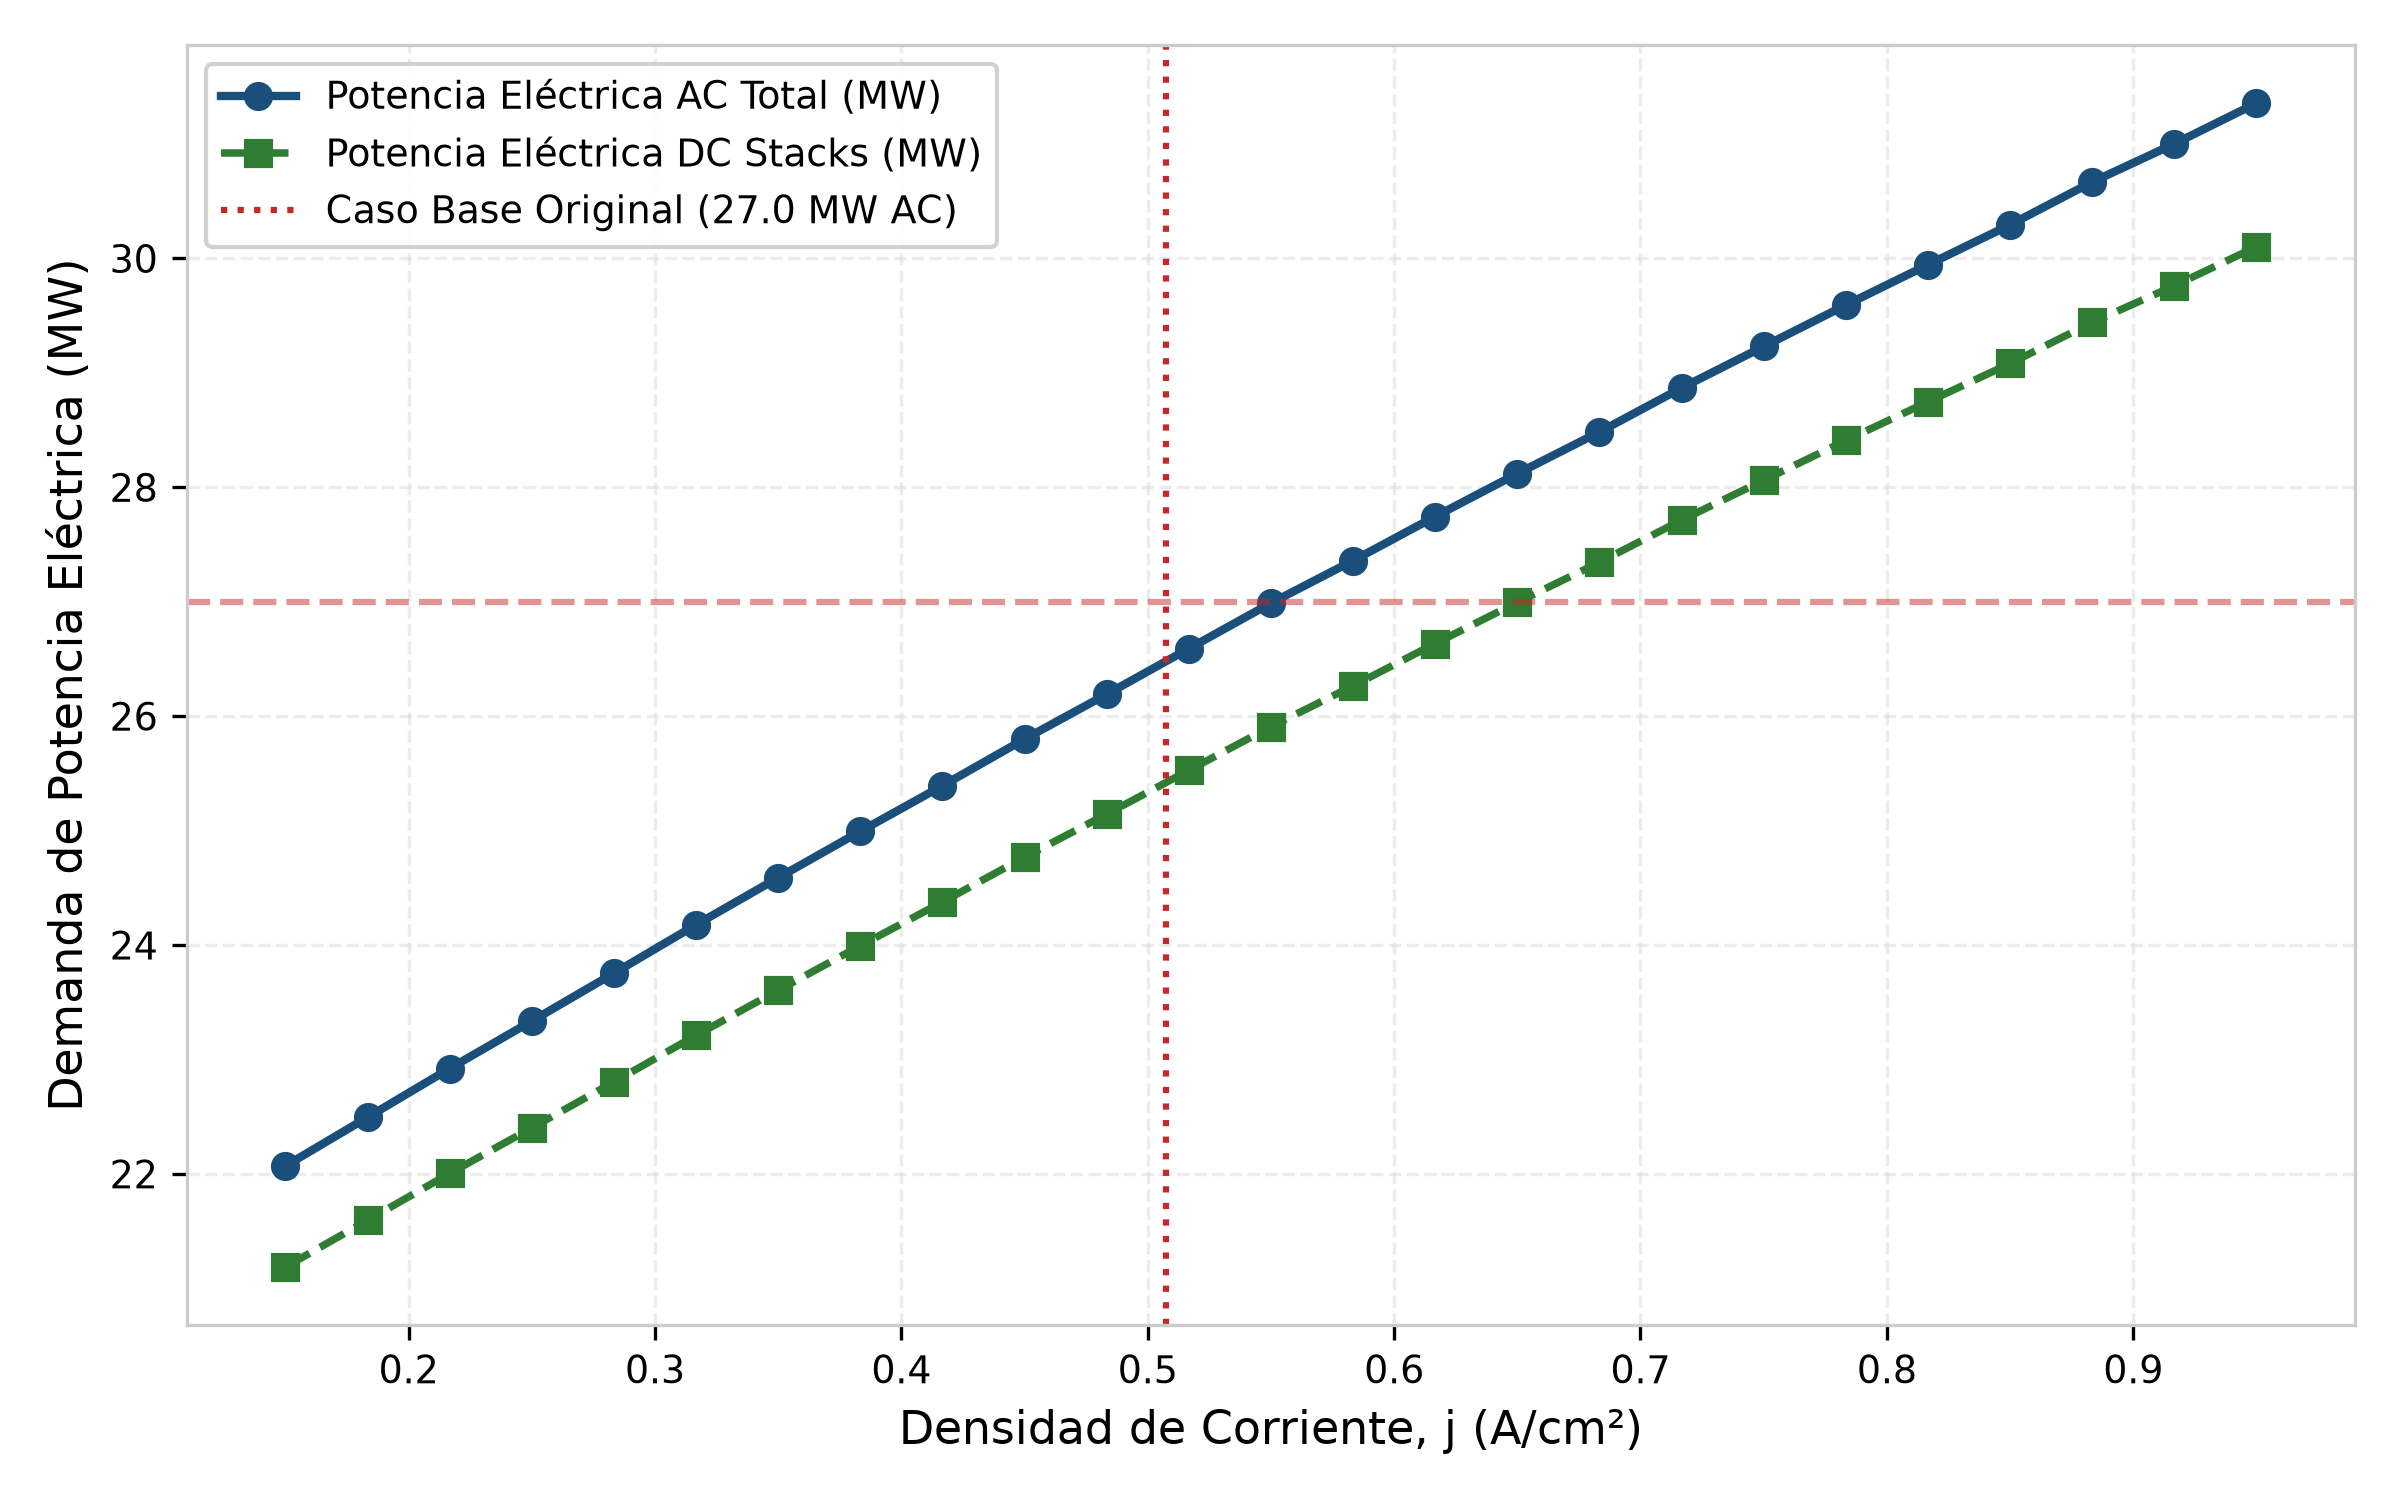 Potencia Eléctrica AC Total (MW)
Potencia Eléctrica DC Stacks (MW)
Caso Base Original (27.0 MW AC)
Demanda de Potencia Eléctrica (MW)
30
28
26
24
22
0.2 0.3 0.4 0.5 0.6 0.7 0.8 0.9
Densidad de Corriente, j (A/cm²)